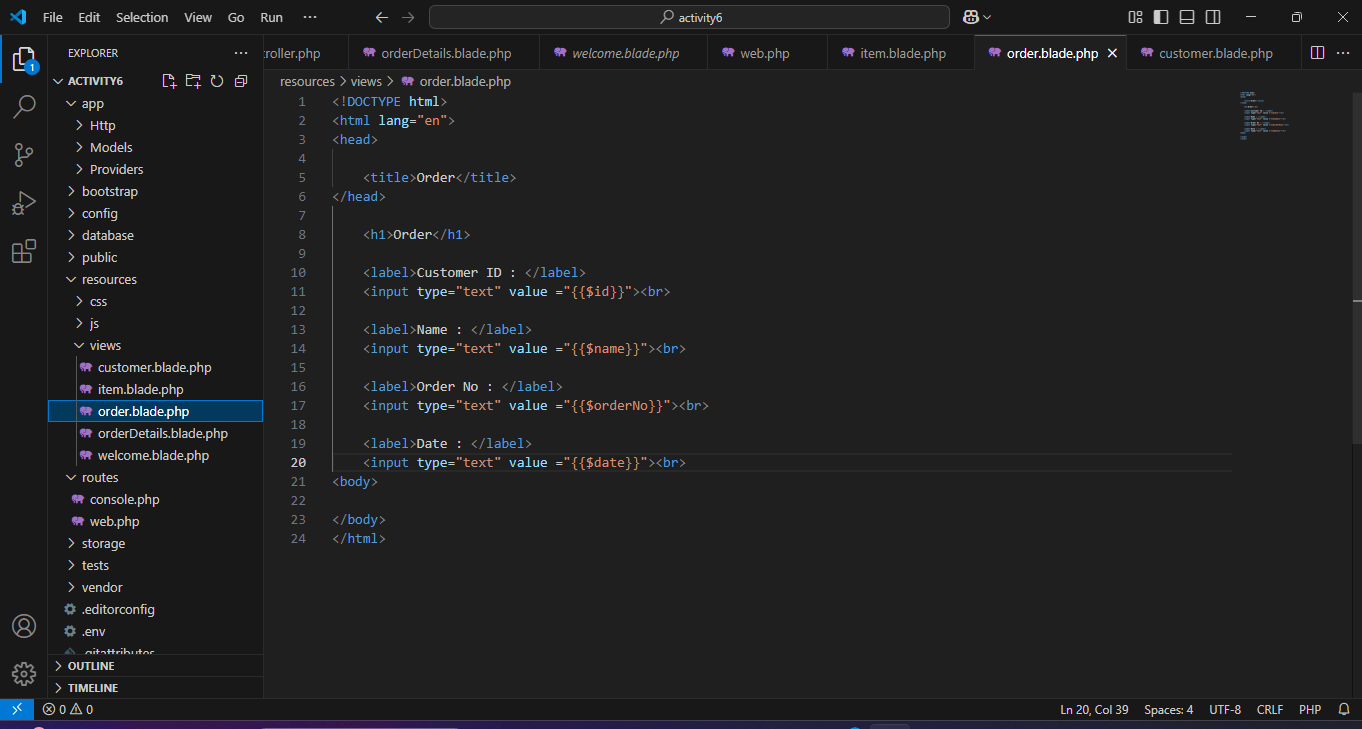 File Edit Selection View Go Run ··· activity6
EXPLORER ···
roller.php orderDetails.blade.php welcome.blade.php web.php item.blade.php order.blade.php customer.blade.php ···
ACTIVITY6
resources > views > order.blade.php
app
Http
Models
Providers
bootstrap
config
database
public
resources
css
js
views
customer.blade.php
item.blade.php
order.blade.php
orderDetails.blade.php
welcome.blade.php
routes
console.php
web.php
storage
tests
vendor
.editorconfig
.env
.gitattributes
OUTLINE
TIMELINE
1 <!DOCTYPE html>
2 <html lang="en">
3 <head>
4
5 <title>Order</title>
6 </head>
7
8 <h1>Order</h1>
9
10 <label>Customer ID : </label>
11 <input type="text" value ="{{$id}}"><br>
12
13 <label>Name : </label>
14 <input type="text" value ="{{$name}}"><br>
15
16 <label>Order No : </label>
17 <input type="text" value ="{{$orderNo}}"><br>
18
19 <label>Date : </label>
20 <input type="text" value ="{{$date}}"><br>
21 <body>
22
23 </body>
24 </html>
1
0 0 Ln 20, Col 39 Spaces: 4 UTF-8 CRLF PHP